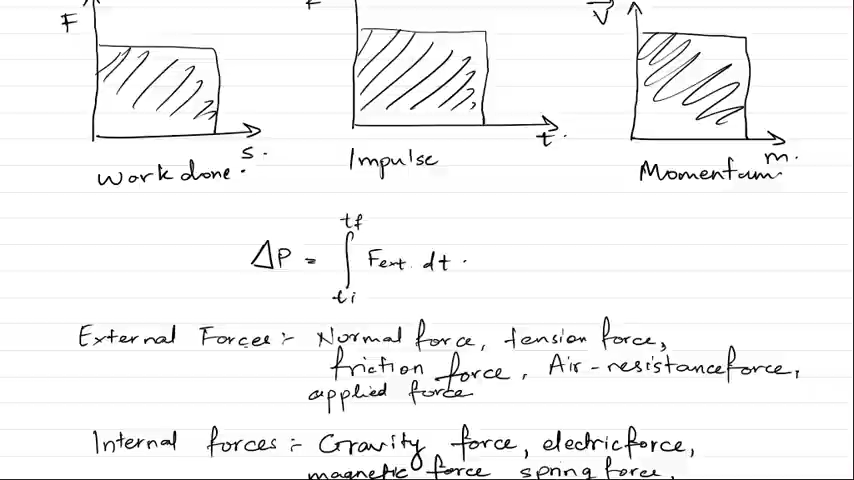 F F V
s. t. m.
Work done. Impulse Momentum
tf
ΔP = ∫ Fext. dt.
ti
External Forces:- Normal force, tension force,
friction force, Air-resistance force,
applied force
Internal forces:- Gravity force, electric force,
magnetic force spring force,